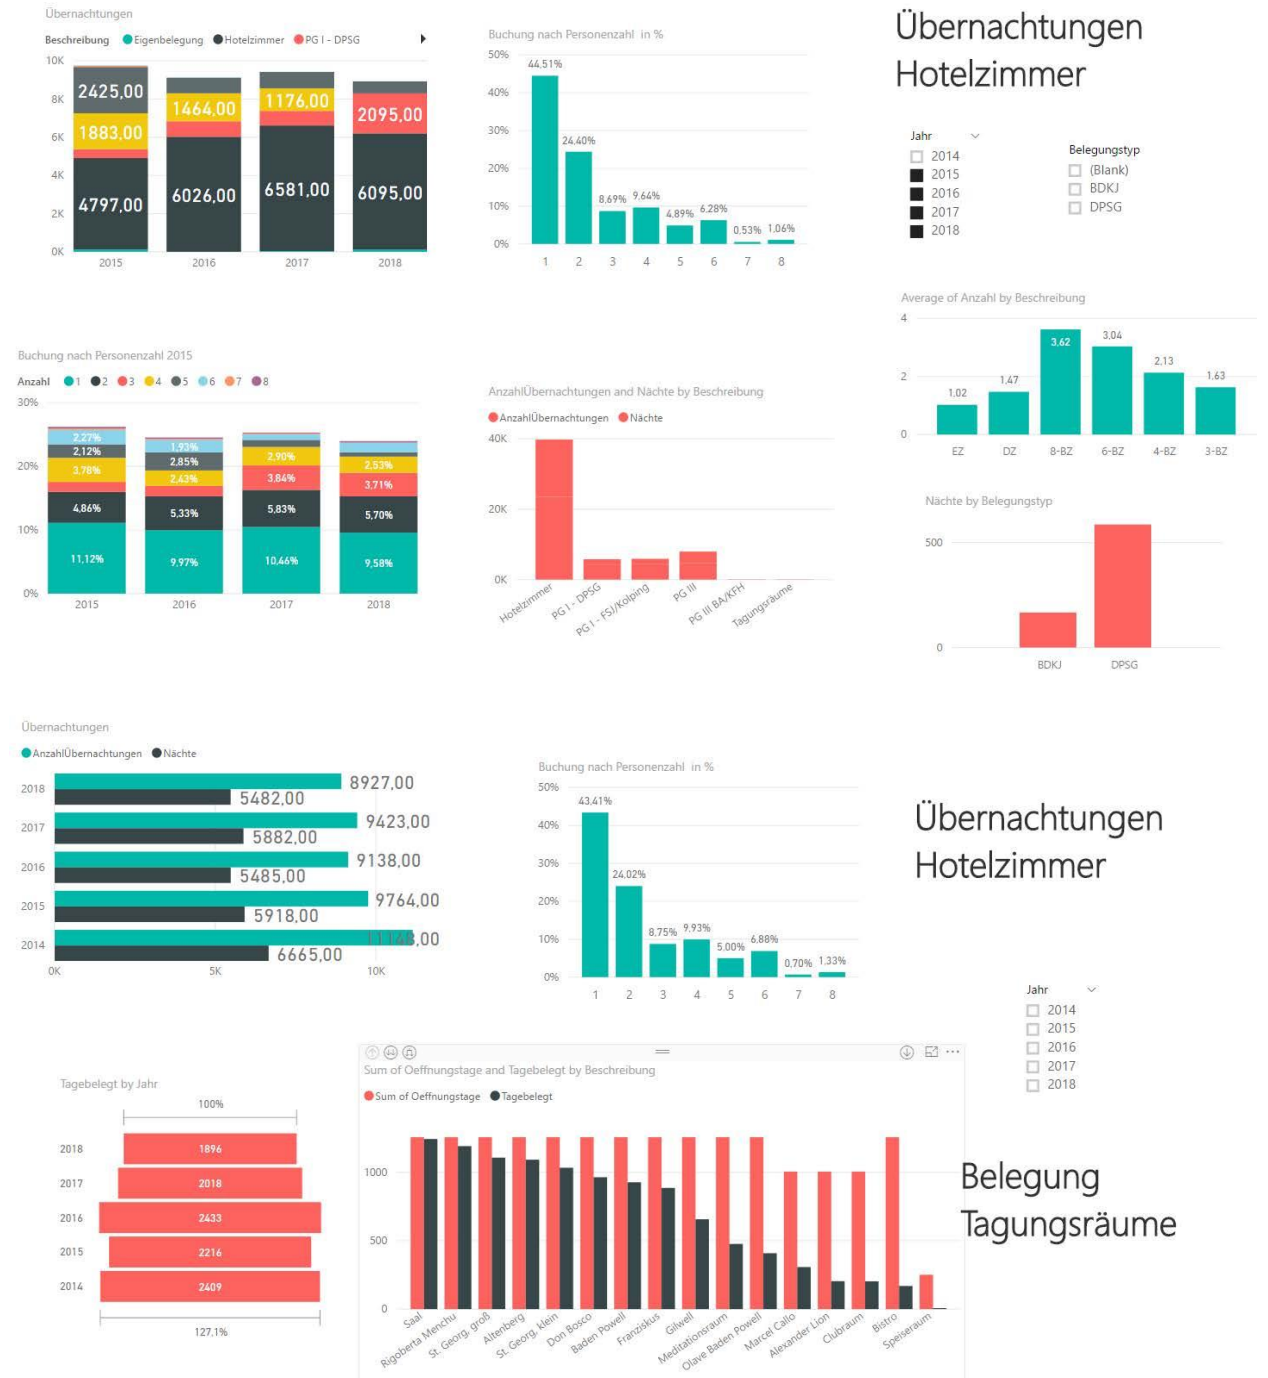 Übernachtungen
Beschreibung Eigenbelegung Hotelzimmer PG I - DPSG
10K
8K
6K
4K
2K
0K
2425,00
1883,00
4797,00
1464,00
6026,00
1176,00
6581,00
2095,00
6095,00
2015 2016 2017 2018
Buchung nach Personenzahl in %
50%
40%
30%
20%
10%
0%
44,51%
24,40%
8,69%
9,64%
4,89%
6,28%
0,53%
1,06%
1 2 3 4 5 6 7 8
Übernachtungen
Hotelzimmer
Jahr
2014
2015
2016
2017
2018
Belegungstyp
(Blank)
BDKJ
DPSG
Average of Anzahl by Beschreibung
4
2
0
1,02
1,47
3,62
3,04
2,13
1,63
EZ DZ 8-BZ 6-BZ 4-BZ 3-BZ
Buchung nach Personenzahl 2015
Anzahl 1 2 3 4 5 6 7 8
30%
20%
10%
0%
2,27%
2,12%
3,78%
4,86%
11,12%
1,93%
2,85%
2,43%
5,33%
9,97%
2,90%
3,84%
5,83%
10,46%
2,53%
3,71%
5,70%
9,58%
2015 2016 2017 2018
AnzahlÜbernachtungen and Nächte by Beschreibung
AnzahlÜbernachtungen Nächte
40K
20K
0K
Hotelzimmer
PG I - DPSG
PG I - FSJ/Kolping
PG III
PG III BA/KFH
Tagungsräume
Nächte by Belegungstyp
500
0
BDKJ DPSG
Übernachtungen
AnzahlÜbernachtungen Nächte
2018
8927,00
5482,00
2017
9423,00
5882,00
2016
9138,00
5485,00
2015
9764,00
5918,00
2014
11148,00
6665,00
0K 5K 10K
Buchung nach Personenzahl in %
50%
40%
30%
20%
10%
0%
43,41%
24,02%
8,75%
9,93%
5,00%
6,88%
0,70%
1,33%
1 2 3 4 5 6 7 8
Übernachtungen
Hotelzimmer
Jahr
2014
2015
2016
2017
2018
Tagebelegt by Jahr
100%
2018 1896
2017 2018
2016 2433
2015 2216
2014 2409
127,1%
Sum of Oeffnungstage and Tagebelegt by Beschreibung
Sum of Oeffnungstage Tagebelegt
1000
500
0
Saal
Rigoberta Menchu
St. Georg, groß
Altenberg
St. Georg, klein
Don Bosco
Baden Powell
Franziskus
Gilwell
Meditationsraum
Olave Baden Powell
Marcel Callo
Alexander Lion
Clubraum
Bistro
Speiseraum
Belegung
Tagungsräume